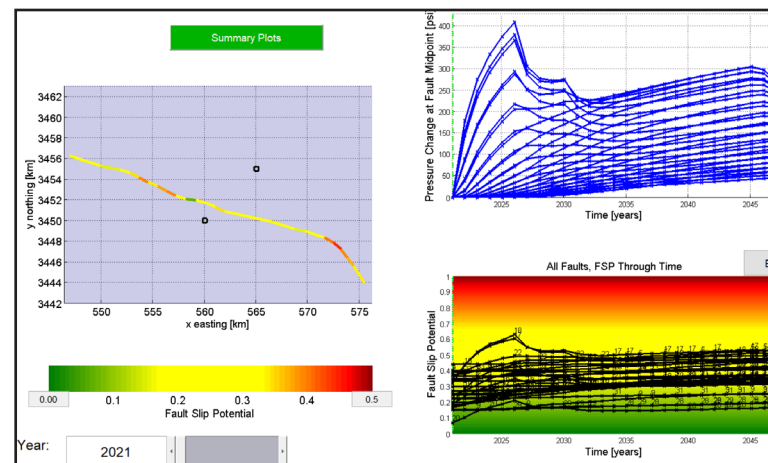 Summary Plots
y northing [km]
3462
3460
3458
3456
3454
3452
3450
3448
3446
3444
3442
550 555 560 565 570 575
x easting [km]
0.00 0.1 0.2 0.3 0.4 0.5
Fault Slip Potential
Year:
2021
Pressure Change at Fault Midpoint [psi]
400
350
300
250
200
150
100
50
0
2025 2030 2035 2040 2045
Time [years]
E
All Faults, FSP Through Time
Fault Slip Potential
1
0.9
0.8
0.7
0.6
0.5
0.4
0.3
0.2
0.1
0
2025 2030 2035 2040 2045
Time [years]